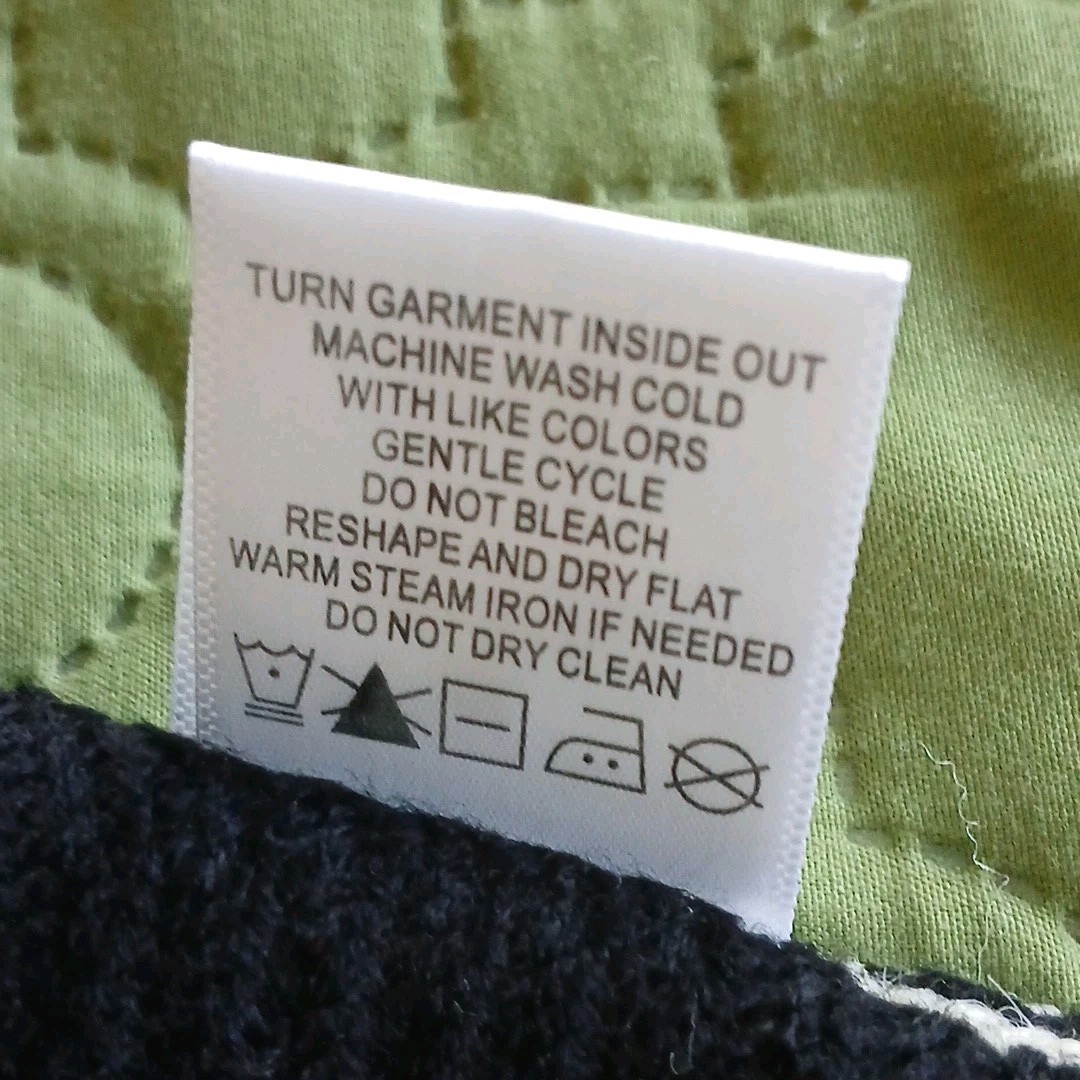 TURN GARMENT INSIDE OUT
MACHINE WASH COLD
WITH LIKE COLORS
GENTLE CYCLE
DO NOT BLEACH
RESHAPE AND DRY FLAT
WARM STEAM IRON IF NEEDED
DO NOT DRY CLEAN